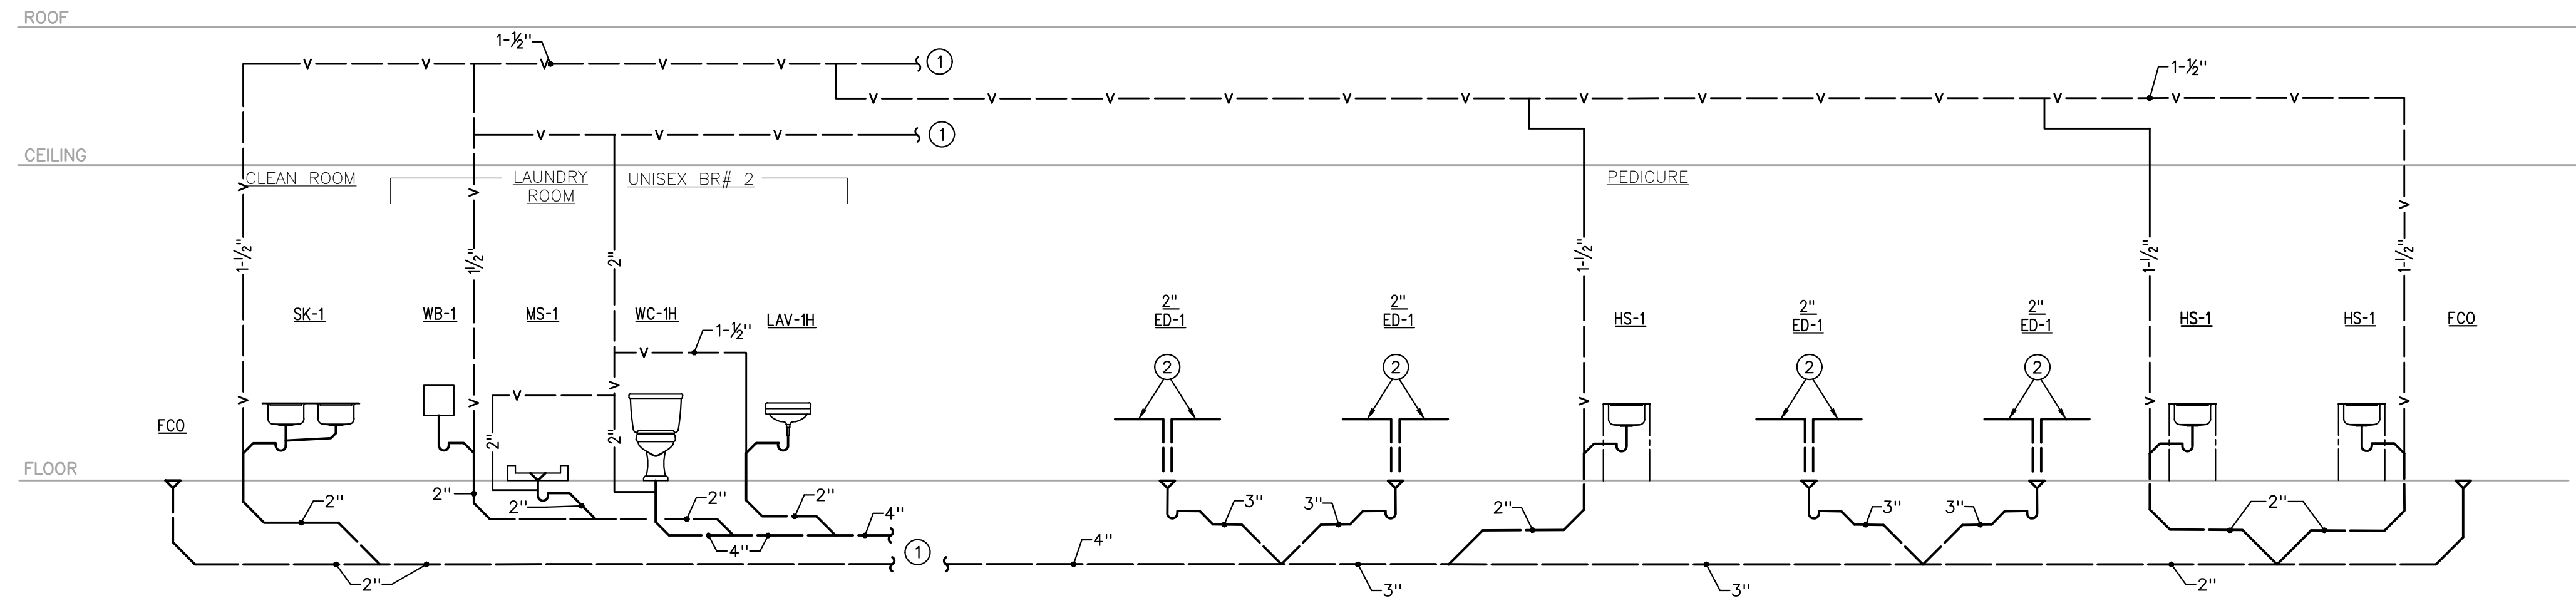 ROOF
1-½"
1
1-½"
V V V V V
V V V V V V V V V V V V V
1
V V V
CEILING
CLEAN ROOM
LAUNDRY
ROOM
UNISEX BR# 2
PEDICURE
V V V
1-½" 1½" 2" 1-½" 1-½" 1-½"
SK-1
WB-1
MS-1
WC-1H
LAV-1H
2"
ED-1
2"
ED-1
HS-1
2"
ED-1
2"
ED-1
HS-1
HS-1
FCO
V
1-½"
2
2
2
2
V V V V V V
FCO
2"
2"
FLOOR
2"
2"
2"
2"
2"
4"
4"
3"
3"
2"
3"
3"
2"
1
4"
2"
3"
3"
2"